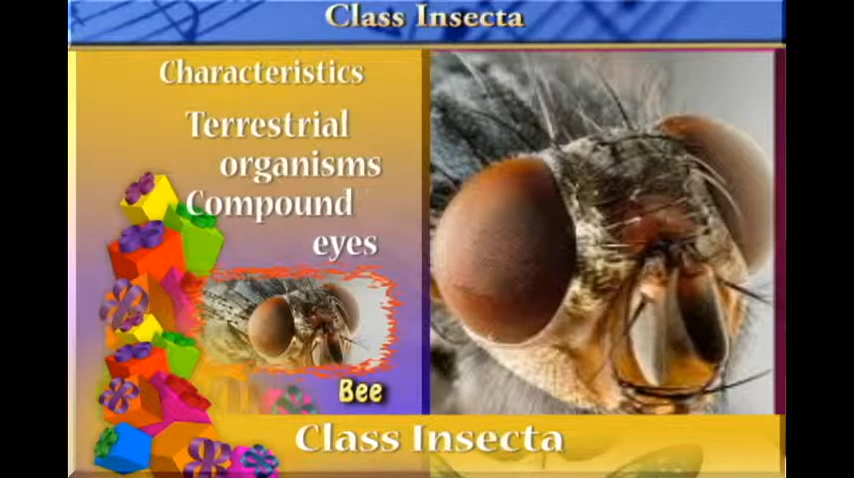 Class Insecta
Characteristics
Terrestrial
organisms
Compound
eyes
Bee
Class Insecta